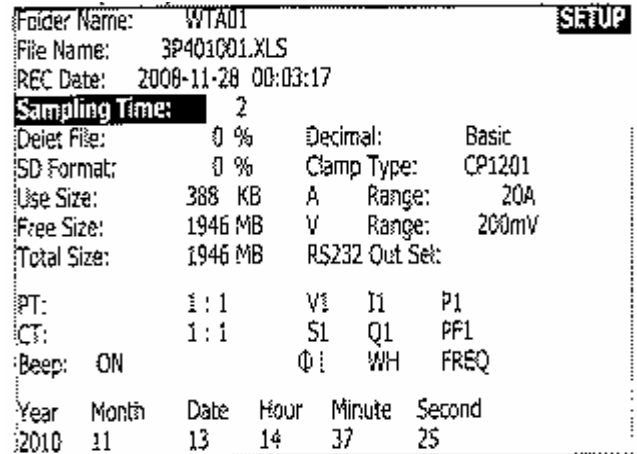 Folder Name: WTA01 SETUP
File Name: 3P401001.XLS
REC Date: 2008-11-28 00:03:17
Sampling Time: 2
Delet File: 0 % Decimal: Basic
SD Format: 0 % Clamp Type: CP1201
Use Size: 388 KB A Range: 20A
Free Size: 1946 MB V Range: 200mV
Total Size: 1946 MB RS232 Out Set:
PT: 1 : 1 V1 I1 P1
CT: 1 : 1 S1 Q1 PF1
Beep: ON Φ1 WH FREQ
Year Month Date Hour Minute Second
2010 11 13 14 37 25